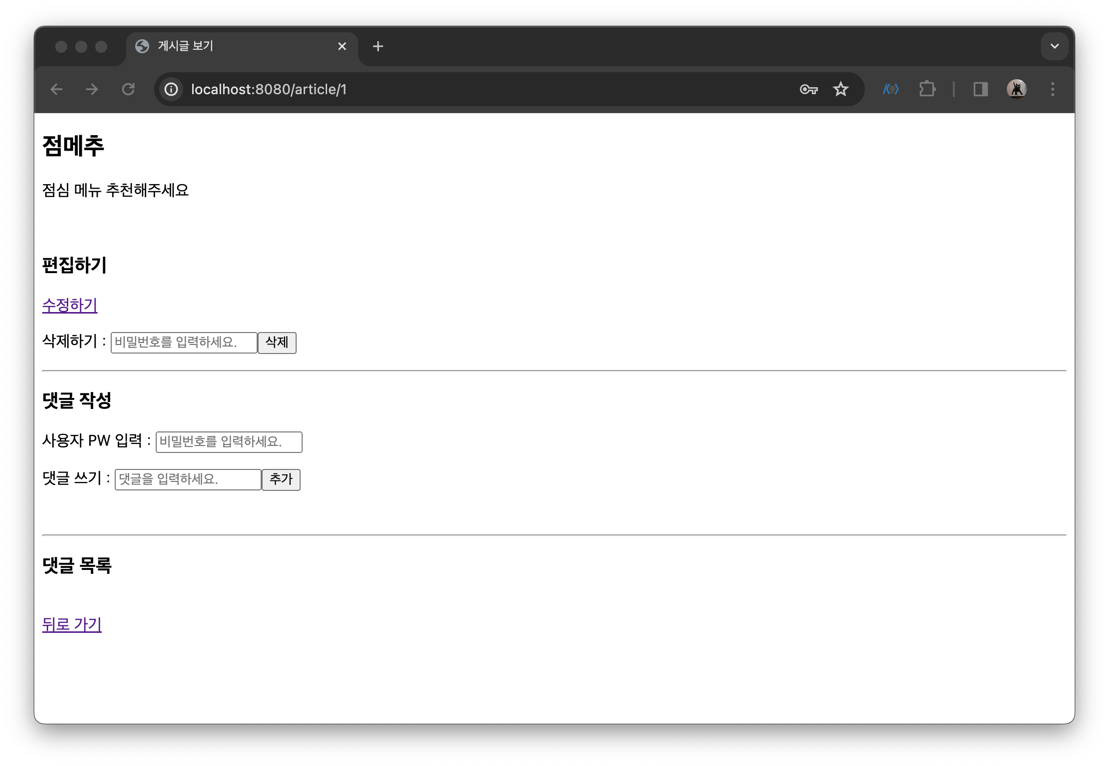 게시글 보기
localhost:8080/article/1
점메추
점심 메뉴 추천해주세요
편집하기
수정하기
삭제하기 : 비밀번호를 입력하세요. 삭제
댓글 작성
사용자 PW 입력 : 비밀번호를 입력하세요.
댓글 쓰기 : 댓글을 입력하세요. 추가
댓글 목록
뒤로 가기